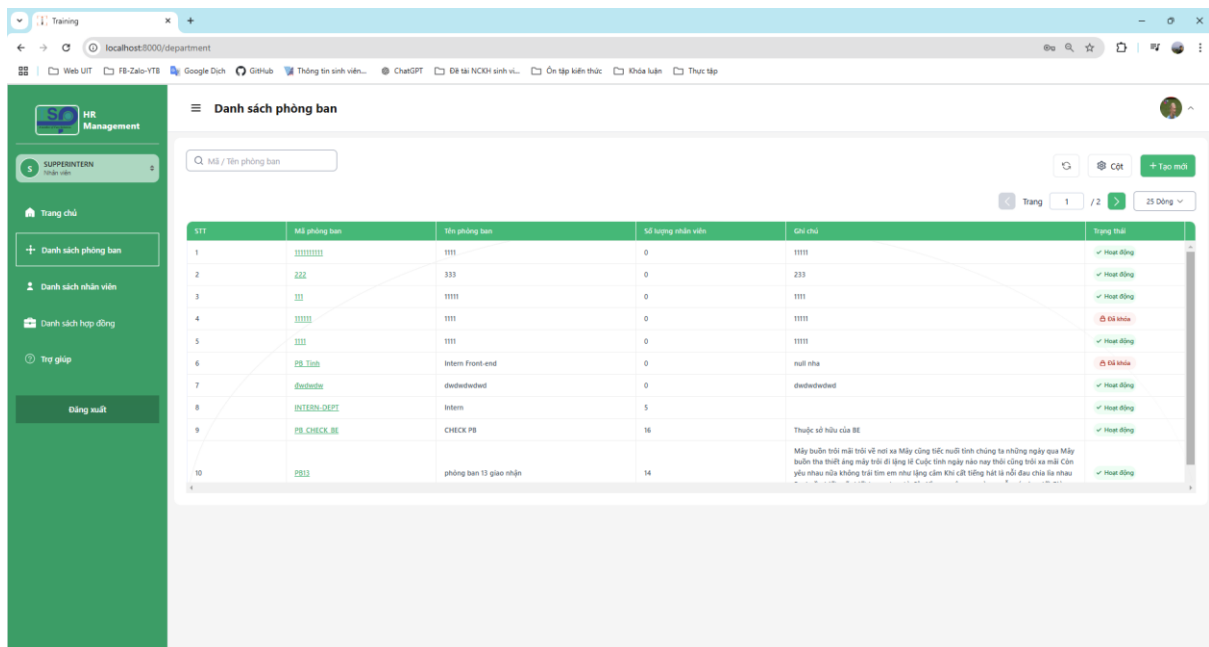 Training
localhost:8000/department
Web UIT FB-Zalo-YTB Google Dịch GitHub Thông tin sinh viên... ChatGPT Đề tài NCKH sinh vi... Ôn tập kiến thức Khóa luận Thực tập
HR
Management
Danh sách phòng ban
S SUPPERINTERN
Nhân viên
Mã / Tên phòng ban
Cột
+ Tạo mới
Trang 1 / 2 25 Dòng
Trang chủ
Danh sách phòng ban
Danh sách nhân viên
Danh sách hợp đồng
Trợ giúp
Đăng xuất
STT Mã phòng ban Tên phòng ban Số lượng nhân viên Ghi chú Trạng thái
1 1111111111 1111 0 11111 Hoạt động
2 222 333 0 233 Hoạt động
3 111 11111 0 1111 Hoạt động
4 111111 1111 0 11111 Đã khóa
5 1111 1111 0 11111 Hoạt động
6 PB_Tinh Intern Front-end 0 null nha Đã khóa
7 dwdwdw dwdwdwdwd 0 dwdwdwdwd Hoạt động
8 INTERN-DEPT Intern 5 Hoạt động
9 PB_CHECK_BE CHECK PB 16 Thuộc sở hữu của BE Hoạt động
Mây buồn trôi mãi trôi về nơi xa Mây cũng tiếc nuối tình chúng ta những ngày qua Mây
buồn tha thiết áng mây trôi đi lặng lẽ Cuộc tình ngày nào nay thôi cũng trôi xa mãi Còn
10 PB13 phòng ban 13 giao nhận 14 yêu nhau nữa không trái tim em như lặng câm Khi cất tiếng hát là nỗi đau chia lìa nhau Hoạt động